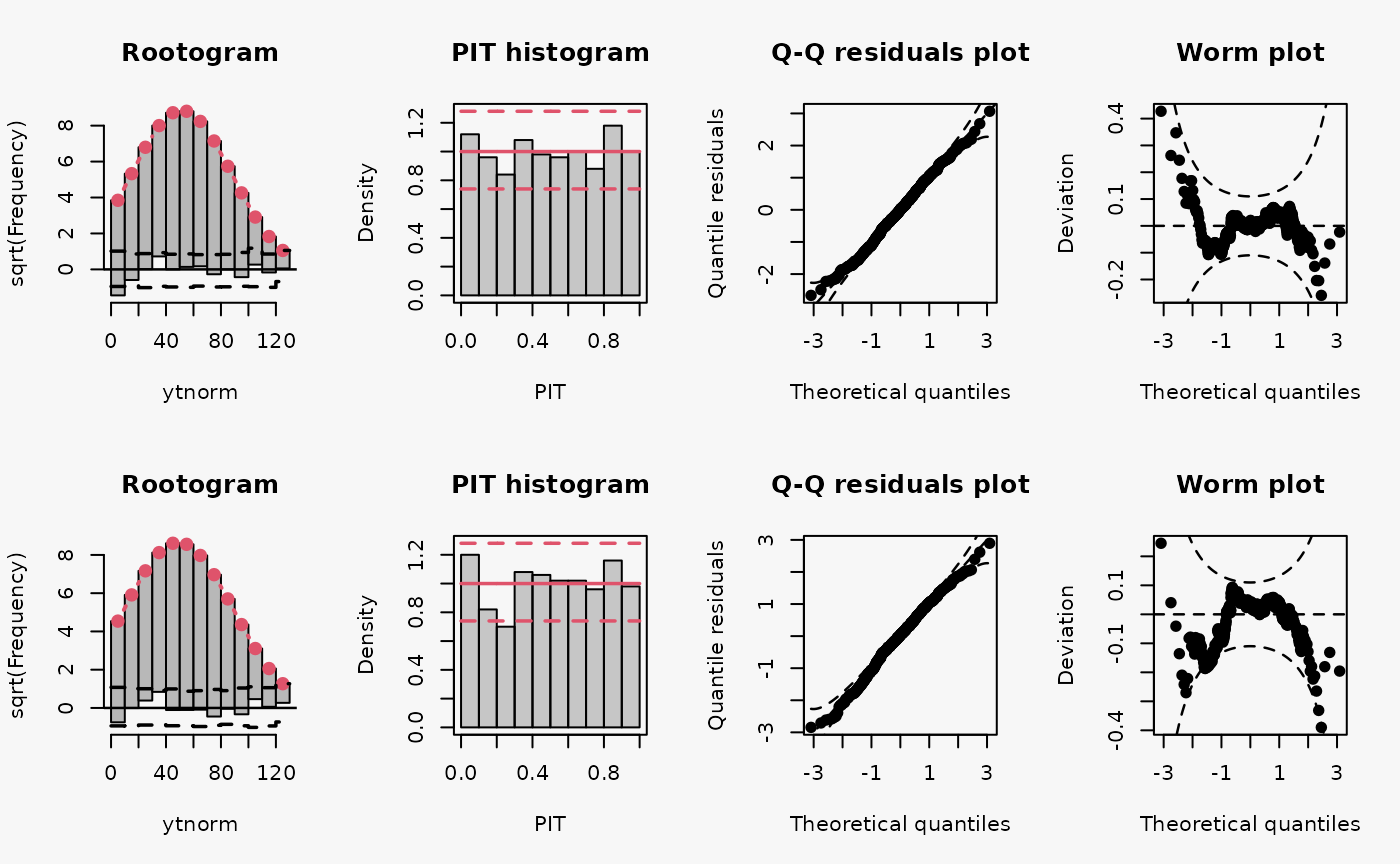 Rootogram
sqrt(Frequency)
0 2 4 6 8
0 40 80 120
ytnorm
PIT histogram
Density
0.0 0.4 0.8 1.2
0.0 0.4 0.8
PIT
Q-Q residuals plot
Quantile residuals
-2 0 2
-3 -1 1 3
Theoretical quantiles
Worm plot
Deviation
-0.2 0.1 0.4
-3 -1 1 3
Theoretical quantiles
Rootogram
sqrt(Frequency)
0 2 4 6 8
0 40 80 120
ytnorm
PIT histogram
Density
0.0 0.4 0.8 1.2
0.0 0.4 0.8
PIT
Q-Q residuals plot
Quantile residuals
-3 -1 1 3
-3 -1 1 3
Theoretical quantiles
Worm plot
Deviation
-0.4 -0.1 0.1
-3 -1 1 3
Theoretical quantiles